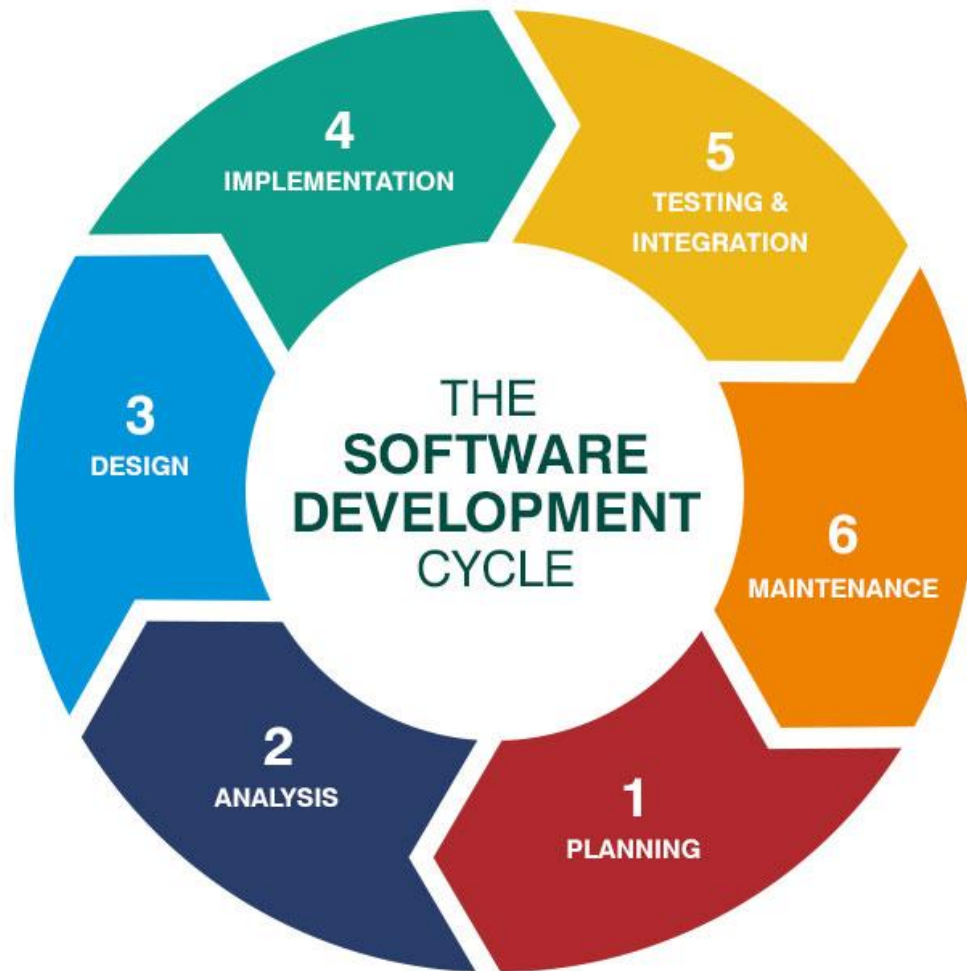 THE
SOFTWARE
DEVELOPMENT
CYCLE
1
PLANNING
2
ANALYSIS
3
DESIGN
4
IMPLEMENTATION
5
TESTING &
INTEGRATION
6
MAINTENANCE